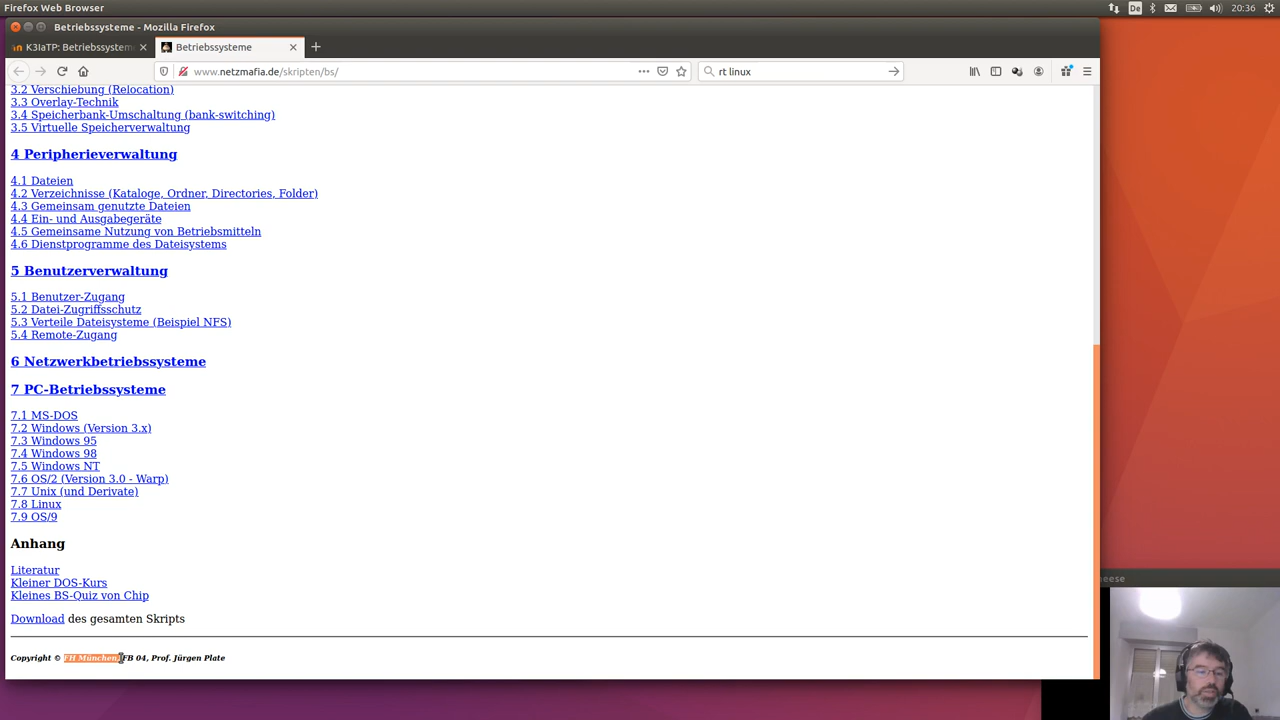 Firefox Web Browser
De
20:36
Betriebssysteme - Mozilla Firefox
K3IaTP: Betriebssystem
Betriebssysteme
www.netzmafia.de/skripten/bs/
rt linux
3.2 Verschiebung (Relocation)
3.3 Overlay-Technik
3.4 Speicherbank-Umschaltung (bank-switching)
3.5 Virtuelle Speicherverwaltung
4 Peripherieverwaltung
4.1 Dateien
4.2 Verzeichnisse (Kataloge, Ordner, Directories, Folder)
4.3 Gemeinsam genutzte Dateien
4.4 Ein- und Ausgabegeräte
4.5 Gemeinsame Nutzung von Betriebsmitteln
4.6 Dienstprogramme des Dateisystems
5 Benutzerverwaltung
5.1 Benutzer-Zugang
5.2 Datei-Zugriffsschutz
5.3 Verteile Dateisysteme (Beispiel NFS)
5.4 Remote-Zugang
6 Netzwerkbetriebssysteme
7 PC-Betriebssysteme
7.1 MS-DOS
7.2 Windows (Version 3.x)
7.3 Windows 95
7.4 Windows 98
7.5 Windows NT
7.6 OS/2 (Version 3.0 - Warp)
7.7 Unix (und Derivate)
7.8 Linux
7.9 OS/9
Anhang
Literatur
Kleiner DOS-Kurs
Kleines BS-Quiz von Chip
Download des gesamten Skripts
Copyright © FH München, FB 04, Prof. Jürgen Plate
heese